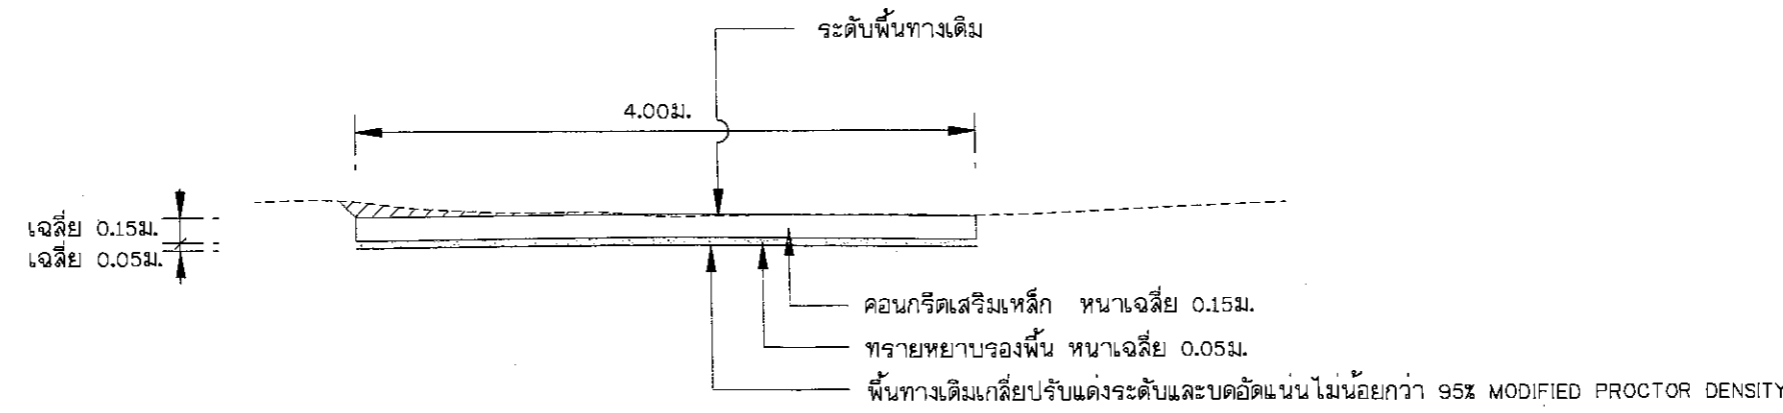 ระดับพื้นทางเดิม
4.00ม.
เฉลี่ย 0.15ม.
เฉลี่ย 0.05ม.
คอนกรีตเสริมเหล็ก หนาเฉลี่ย 0.15ม.
ทรายหยาบรองพื้น หนาเฉลี่ย 0.05ม.
พื้นทางเดิมเกลี่ยปรับแต่งระดับและบดอัดแน่นไม่น้อยกว่า 95% MODIFIED PROCTOR DENSITY